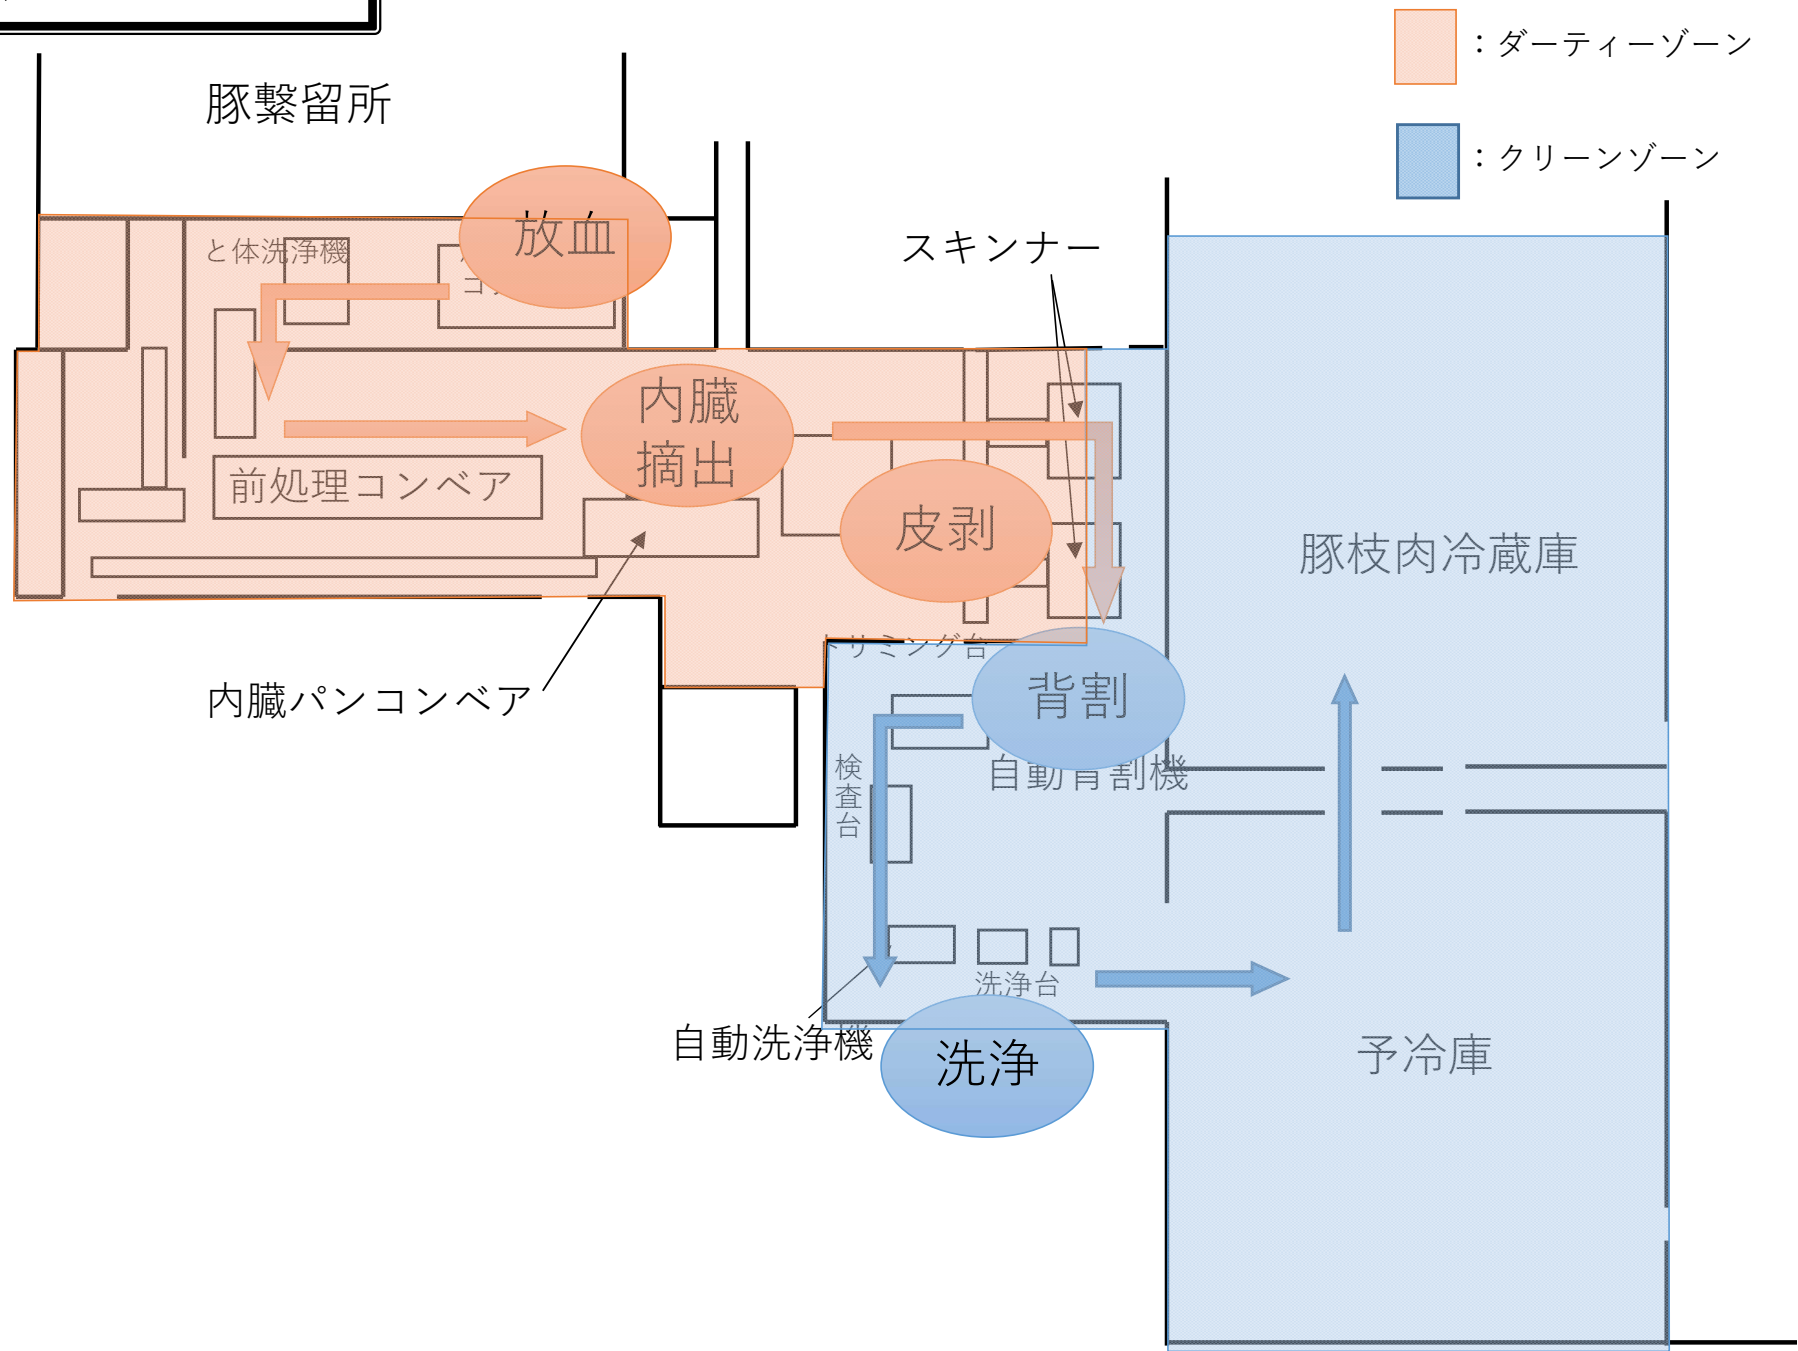 ：ダーティーゾーン
：クリーンゾーン
豚繋留所
放血
と体洗浄機
スキンナー
内臓
摘出
前処理コンベア
皮剥
豚枝肉冷蔵庫
トリミング台
内臓パンコンベア
背割
自動背割機
検査台
洗浄台
自動洗浄機
洗浄
予冷庫